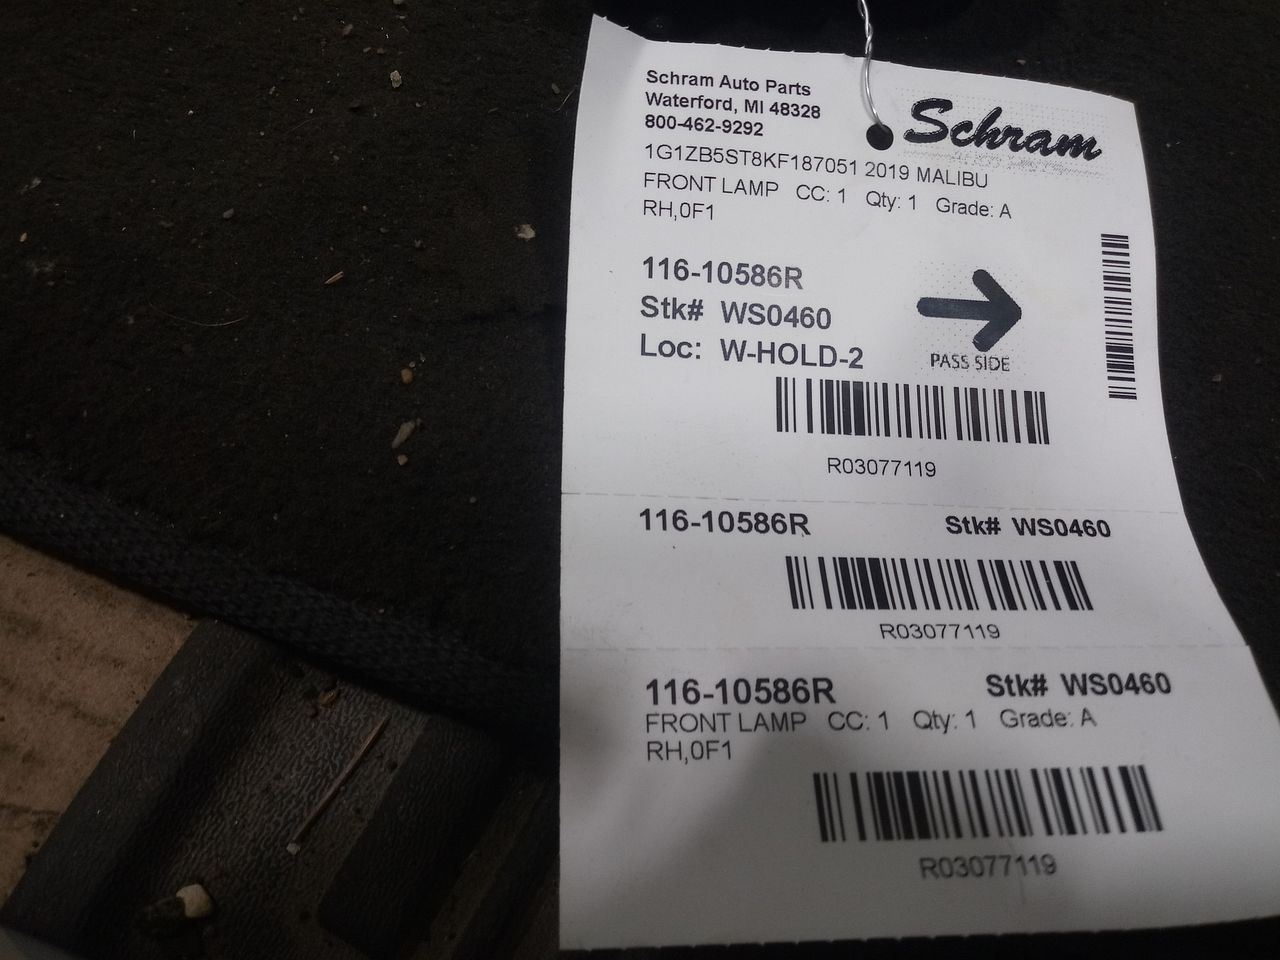 Schram Auto Parts
Waterford, MI 48328
800-462-9292
Schram
1G1ZB5ST8KF187051 2019 MALIBU
FRONT LAMP CC: 1 Qty: 1 Grade: A
RH,0F1
116-10586R
Stk# WS0460
Loc: W-HOLD-2
PASS SIDE
R03077119
116-10586R Stk# WS0460
R03077119
116-10586R Stk# WS0460
FRONT LAMP CC: 1 Qty: 1 Grade: A
RH,0F1
R03077119